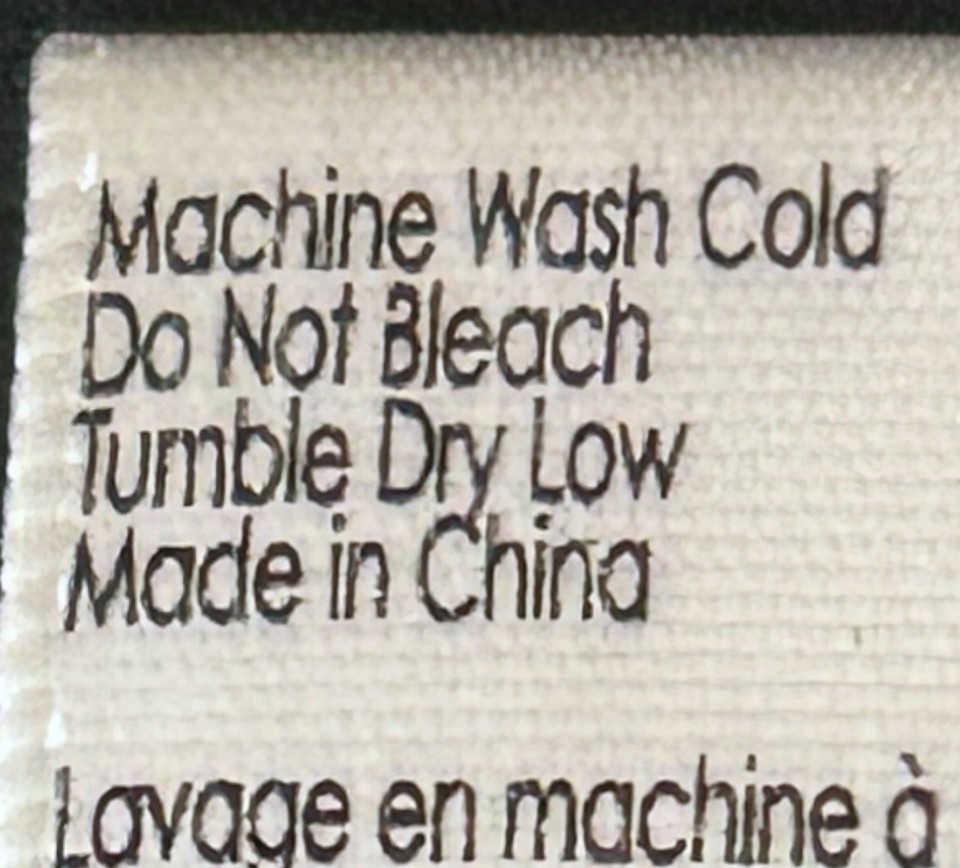 Machine Wash Cold
Do Not Bleach
Tumble Dry Low
Made in China
Lavage en machine à